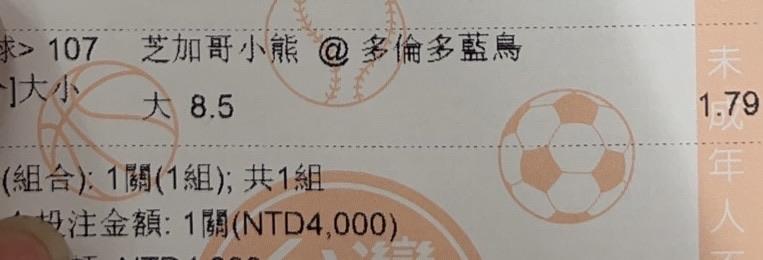 球> 107 芝加哥小熊 @ 多倫多藍鳥
]大小
大 8.5 1.79
(組合): 1關(1組); 共1組
投注金額: 1關(NTD4,000)
未成年人